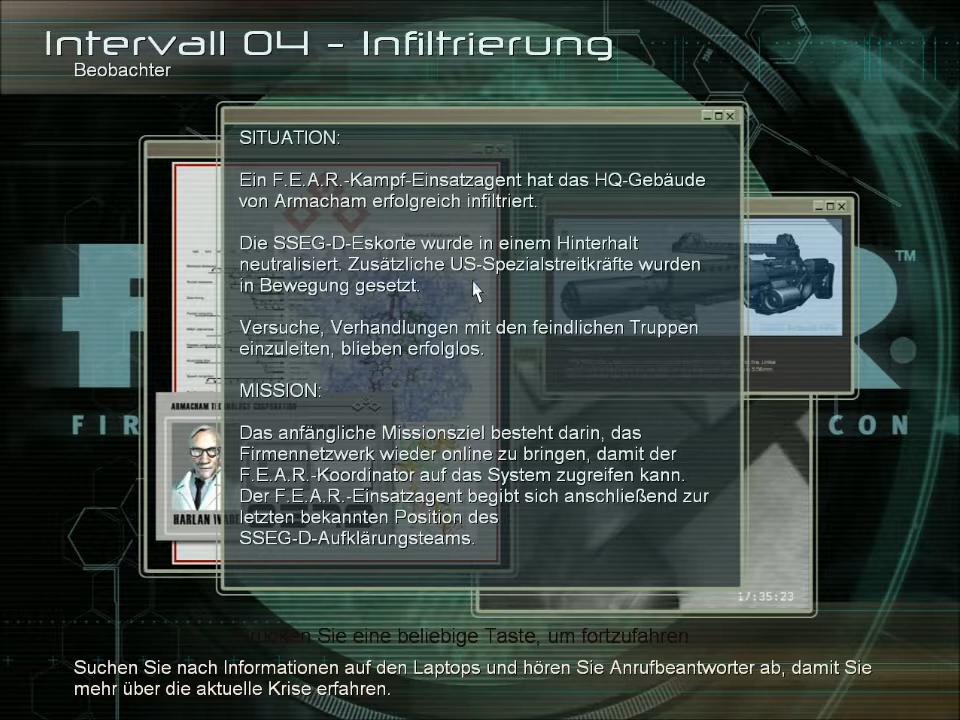 Intervall 04 - Infiltrierung
Beobachter
SITUATION:
Ein F.E.A.R.-Kampf-Einsatzagent hat das HQ-Gebäude
von Armacham erfolgreich infiltriert.
Die SSEG-D-Eskorte wurde in einem Hinterhalt
neutralisiert. Zusätzliche US-Spezialstreitkräfte wurden
in Bewegung gesetzt.
Versuche, Verhandlungen mit den feindlichen Truppen
einzuleiten, blieben erfolglos.
MISSION:
Das anfängliche Missionsziel besteht darin, das
Firmennetzwerk wieder online zu bringen, damit der
F.E.A.R.-Koordinator auf das System zugreifen kann.
Der F.E.A.R.-Einsatzagent begibt sich anschließend zur
letzten bekannten Position des
SSEG-D-Aufklärungsteams.
TM
ARMACHAM TECHNOLOGY CORPORATION
HARLAN WADE
17:35:23
Drücken Sie eine beliebige Taste, um fortzufahren
Suchen Sie nach Informationen auf den Laptops und hören Sie Anrufbeantworter ab, damit Sie
mehr über die aktuelle Krise erfahren.